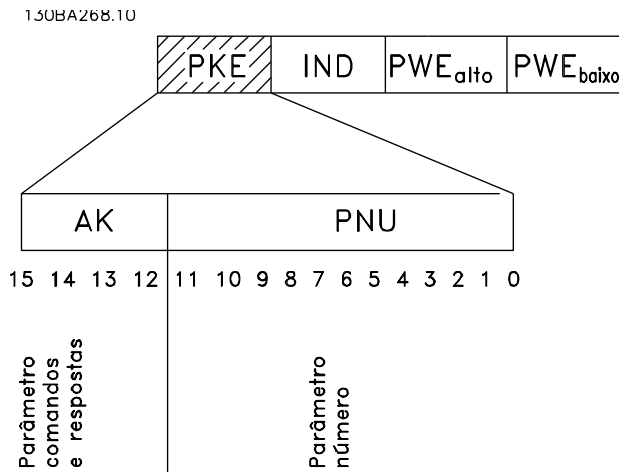 130BA268.10
PKE IND PWEalto PWEbaixo
AK PNU
15 14 13 12 11 10 9 8 7 6 5 4 3 2 1 0
Parâmetro
comandos
e respostas
Parâmetro
número